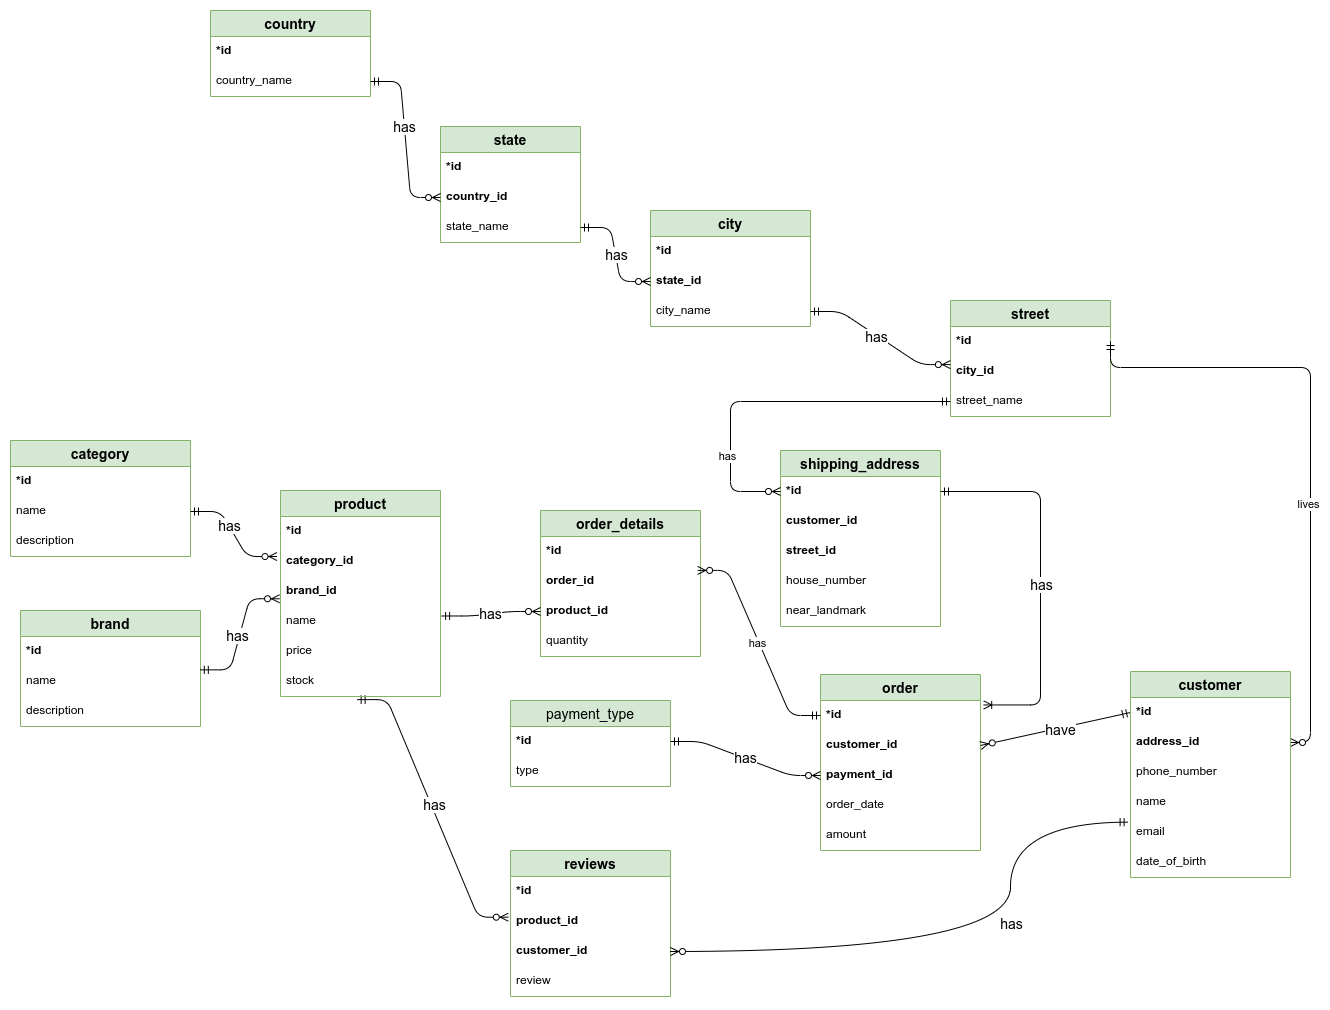 country
*id
country_name
has
state
*id
country_id
state_name
has
city
*id
state_id
city_name
has
street
*id
city_id
street_name
has
lives
shipping_address
*id
customer_id
street_id
house_number
near_landmark
has
category
*id
name
description
has
brand
*id
name
description
has
product
*id
category_id
brand_id
name
price
stock
has
order_details
*id
order_id
product_id
quantity
has
payment_type
*id
type
has
order
*id
customer_id
payment_id
order_date
amount
have
customer
*id
address_id
phone_number
name
email
date_of_birth
has
reviews
*id
product_id
customer_id
review
has